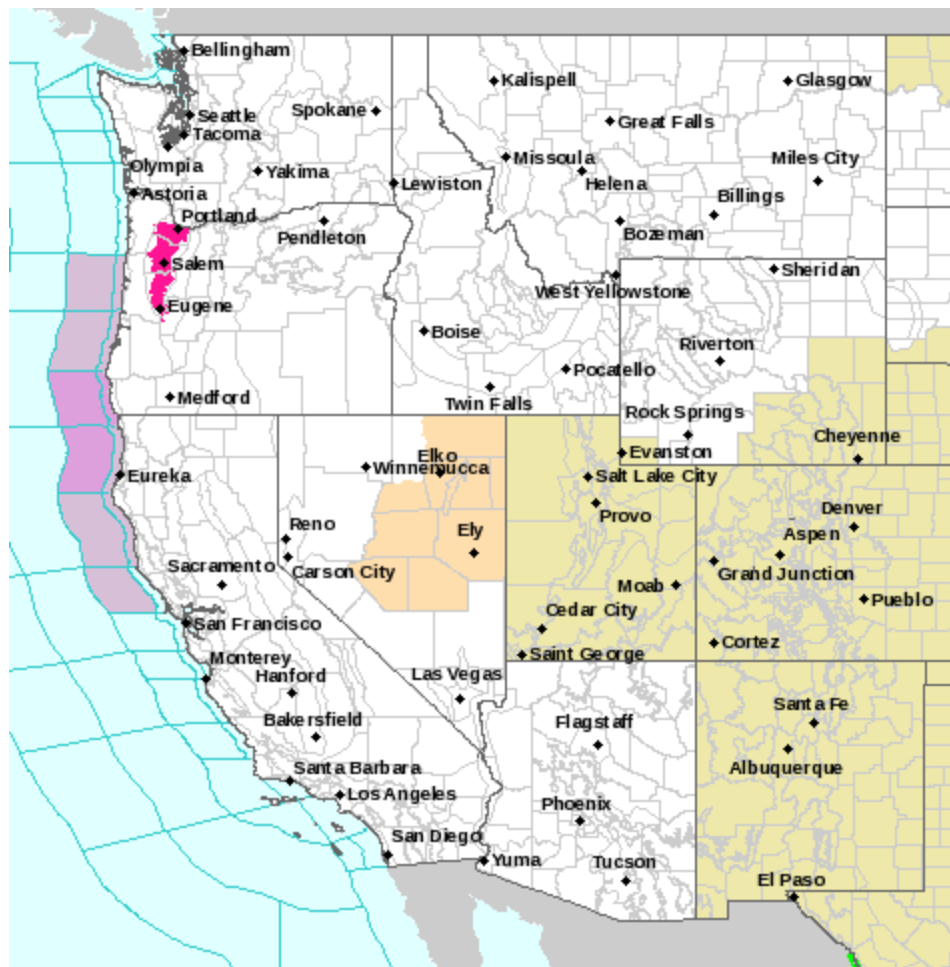 Bellingham
Kalispell
Glasgow
Spokane
Seattle
Great Falls
Tacoma
Olympia
Missoula
Miles City
Yakima
Helena
Lewiston
Astoria
Billings
Portland
Pendleton
Bozeman
Salem
Sheridan
West Yellowstone
Eugene
Boise
Riverton
Pocatello
Medford
Twin Falls
Rock Springs
Cheyenne
Elko
Evanston
Winnemucca
Eureka
Salt Lake City
Provo
Denver
Reno
Ely
Aspen
Sacramento
Carson City
Grand Junction
Moab
Pueblo
Cedar City
San Francisco
Cortez
Saint George
Monterey
Hanford
Las Vegas
Santa Fe
Bakersfield
Flagstaff
Albuquerque
Santa Barbara
Los Angeles
Phoenix
San Diego
Yuma
Tucson
El Paso